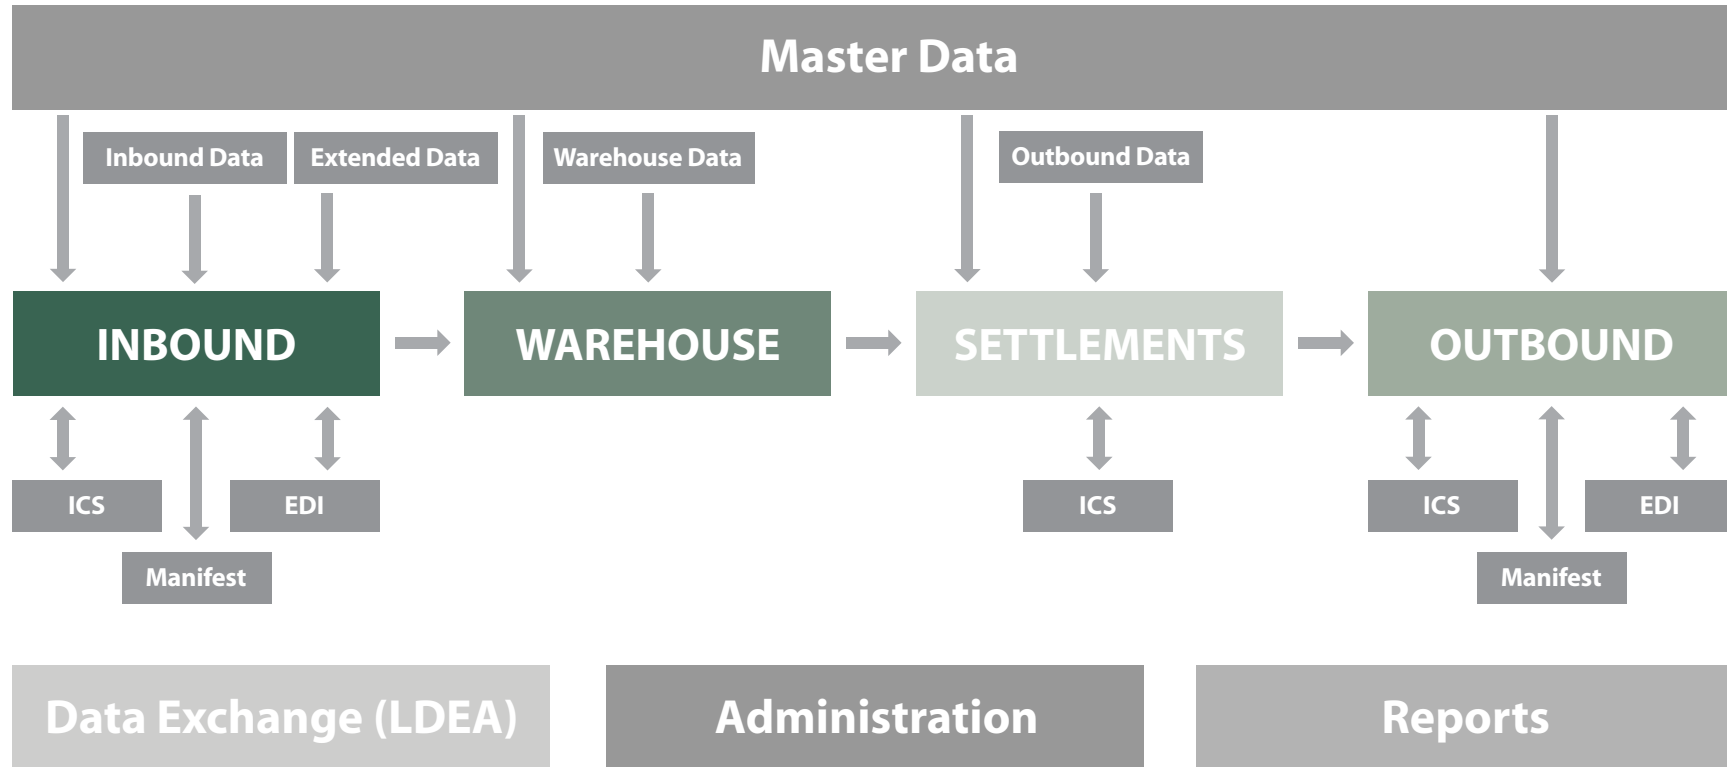 Master Data
Inbound Data
Extended Data
Warehouse Data
Outbound Data
INBOUND
WAREHOUSE
SETTLEMENTS
OUTBOUND
ICS
EDI
ICS
ICS
EDI
Manifest
Manifest
Data Exchange (LDEA)
Administration
Reports